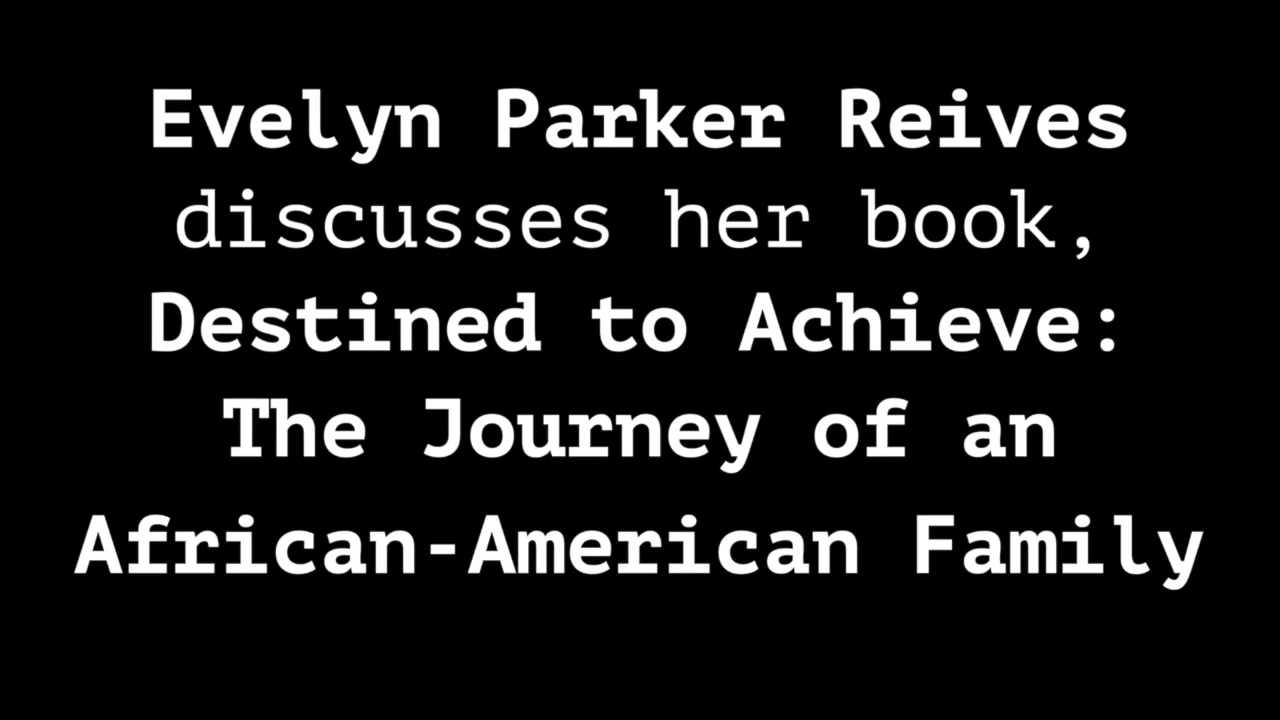 Evelyn Parker Reives
discusses her book,
Destined to Achieve:
The Journey of an
African-American Family